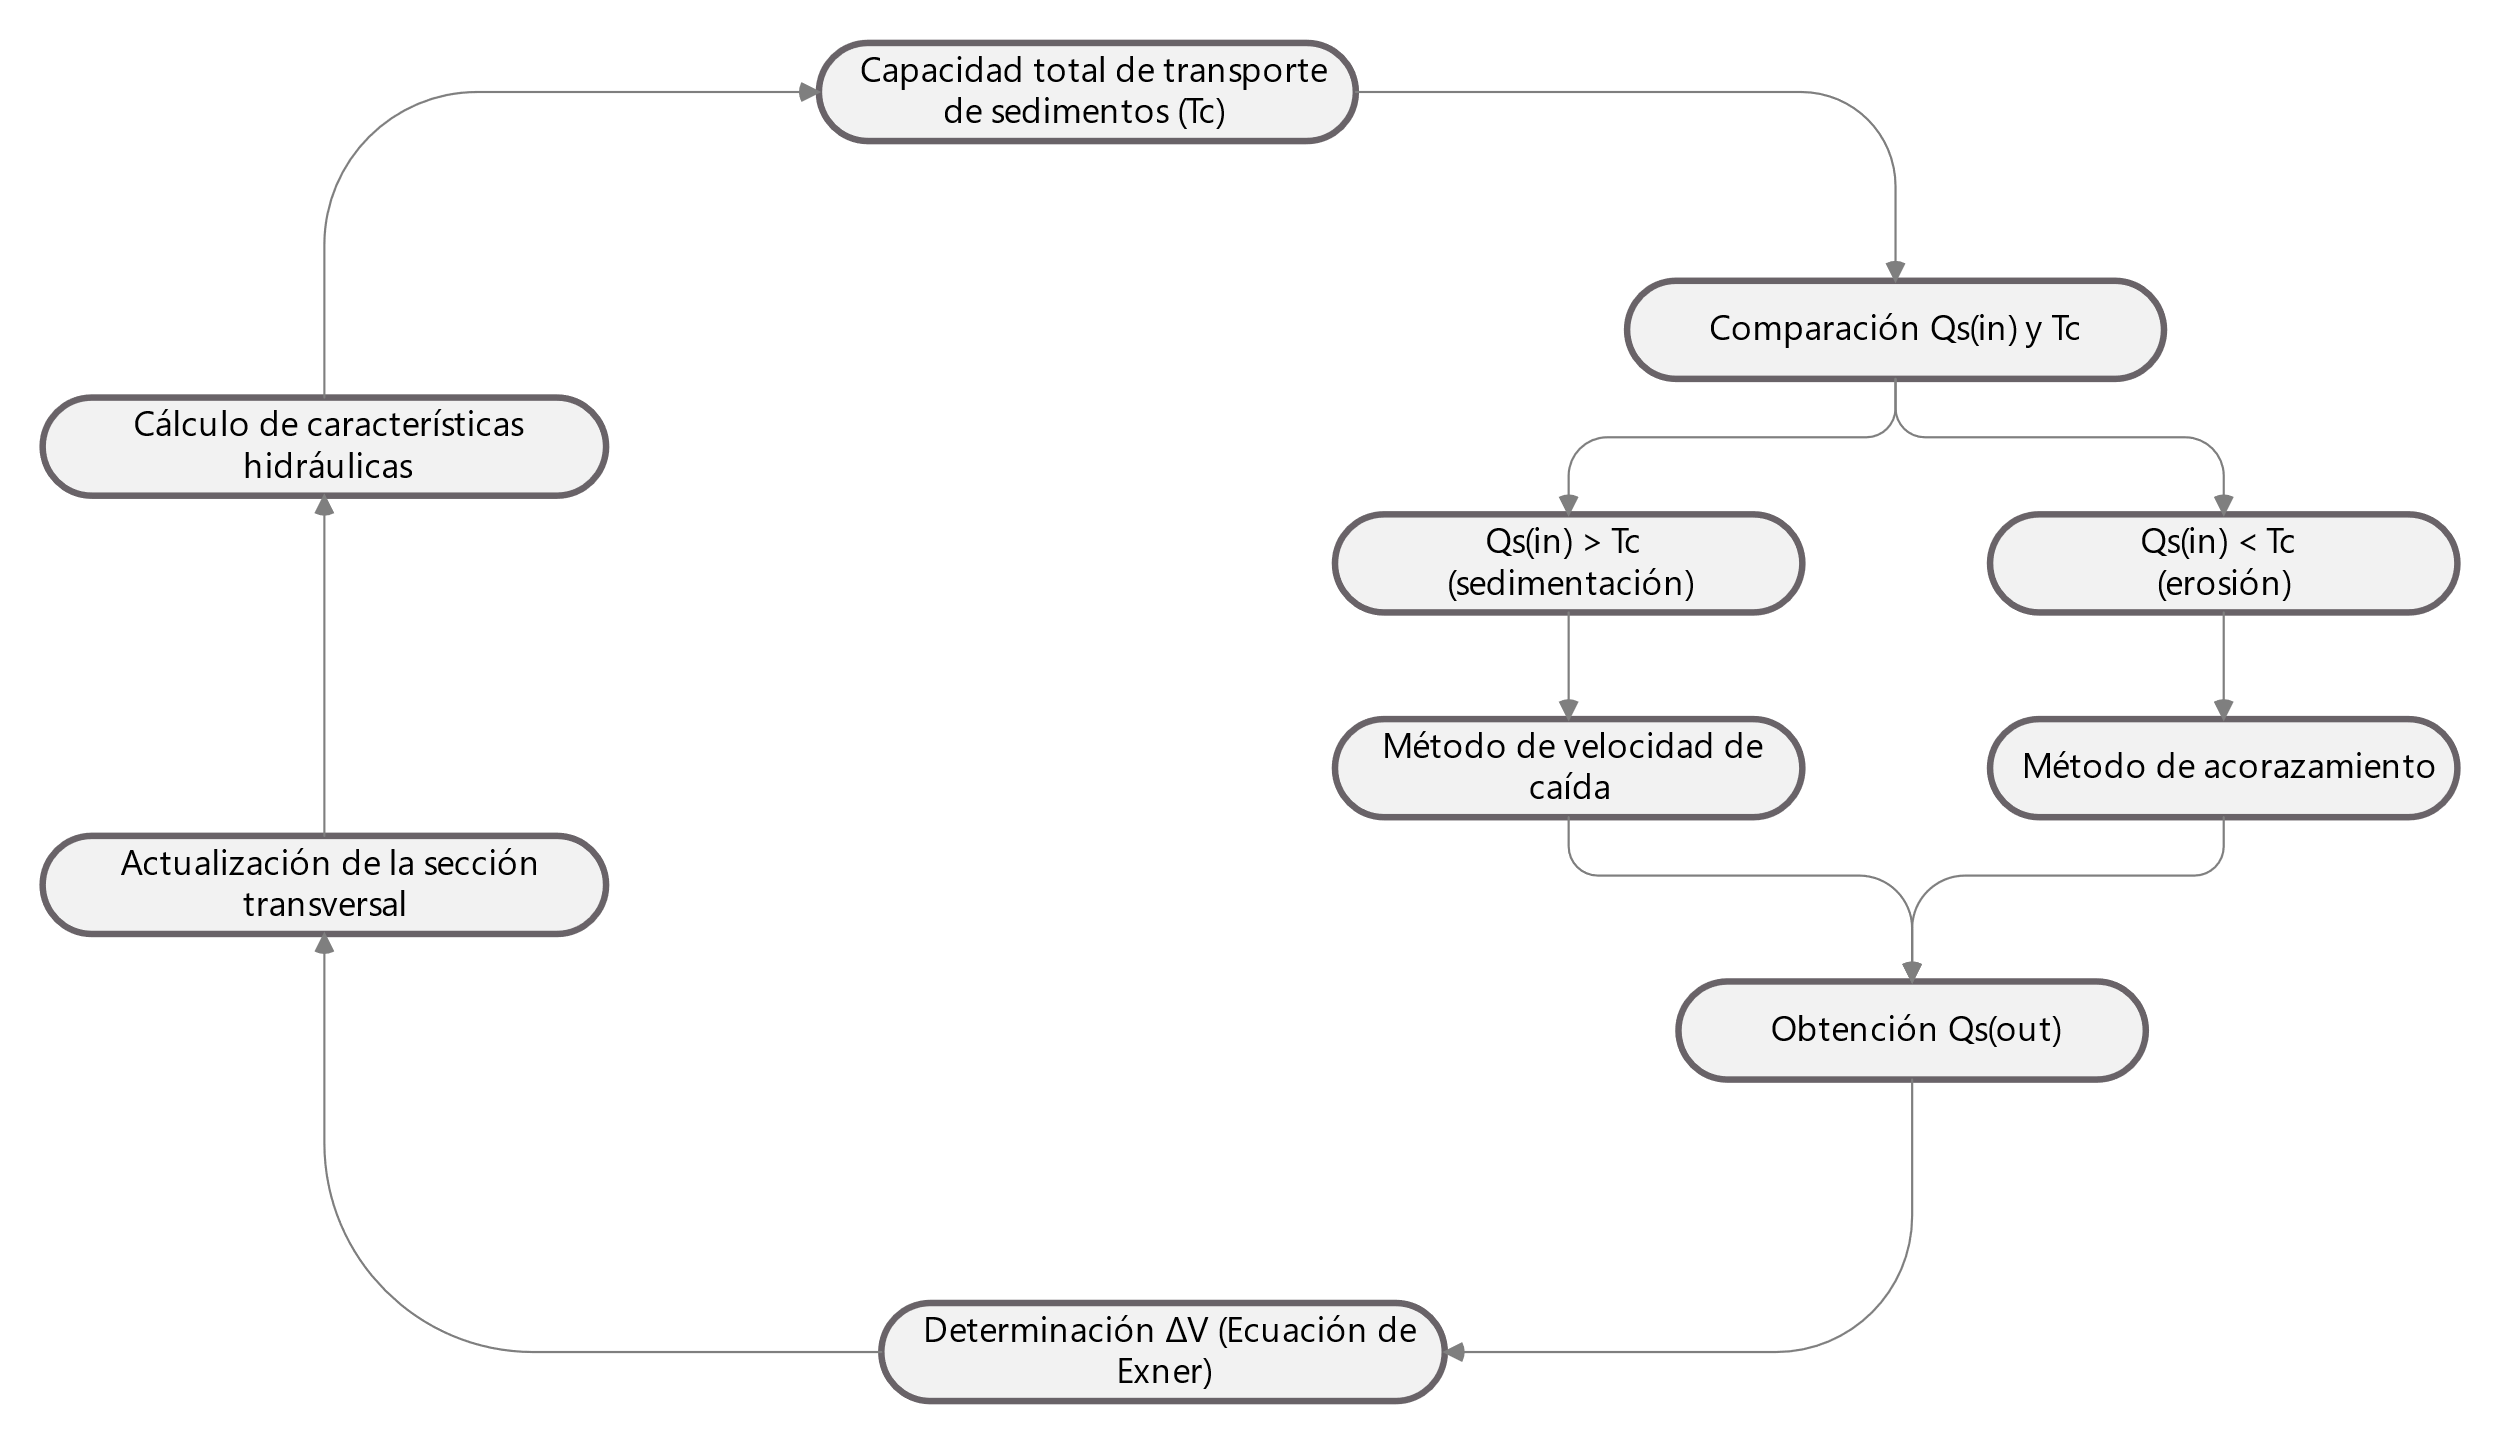 Capacidad total de transporte
de sedimentos (Tc)
Comparación Qs(in) y Tc
Cálculo de características
hidráulicas
Qs(in) > Tc
(sedimentación)
Qs(in) < Tc
(erosión)
Método de velocidad de
caída
Método de acorazamiento
Actualización de la sección
transversal
Obtención Qs(out)
Determinación ΔV (Ecuación de
Exner)